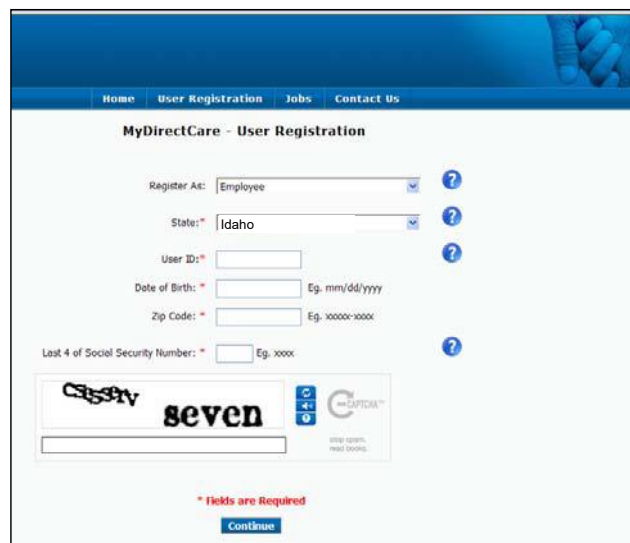 Home User Registration Jobs Contact Us
MyDirectCare - User Registration
Register As: Employee ?
State:* Idaho ?
User ID:* ?
Date of Birth: * Eg. mm/dd/yyyy
Zip Code: * Eg. xxxxx-xxxx
Last 4 of Social Security Number: * Eg. xxxx ?
seven
CAPTCHA™
stop spam.
read books.
* Fields are Required
Continue